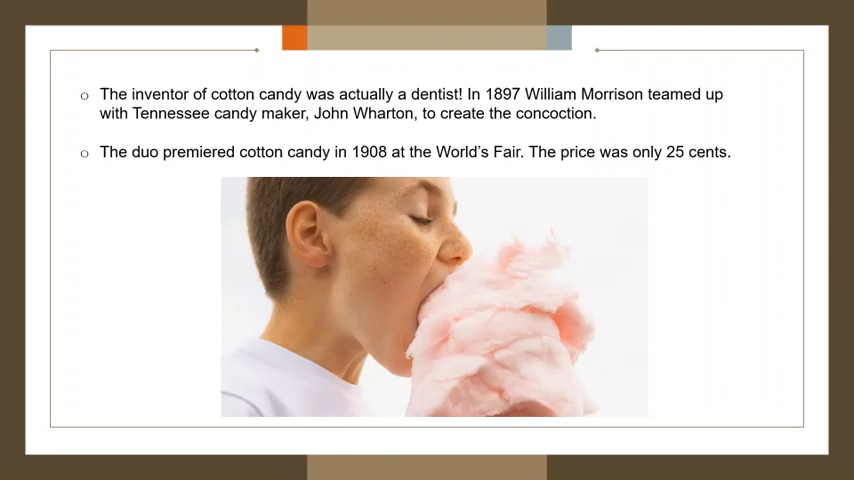 The inventor of cotton candy was actually a dentist! In 1897 William Morrison teamed up
with Tennessee candy maker, John Wharton, to create the concoction.
The duo premiered cotton candy in 1908 at the World’s Fair. The price was only 25 cents.